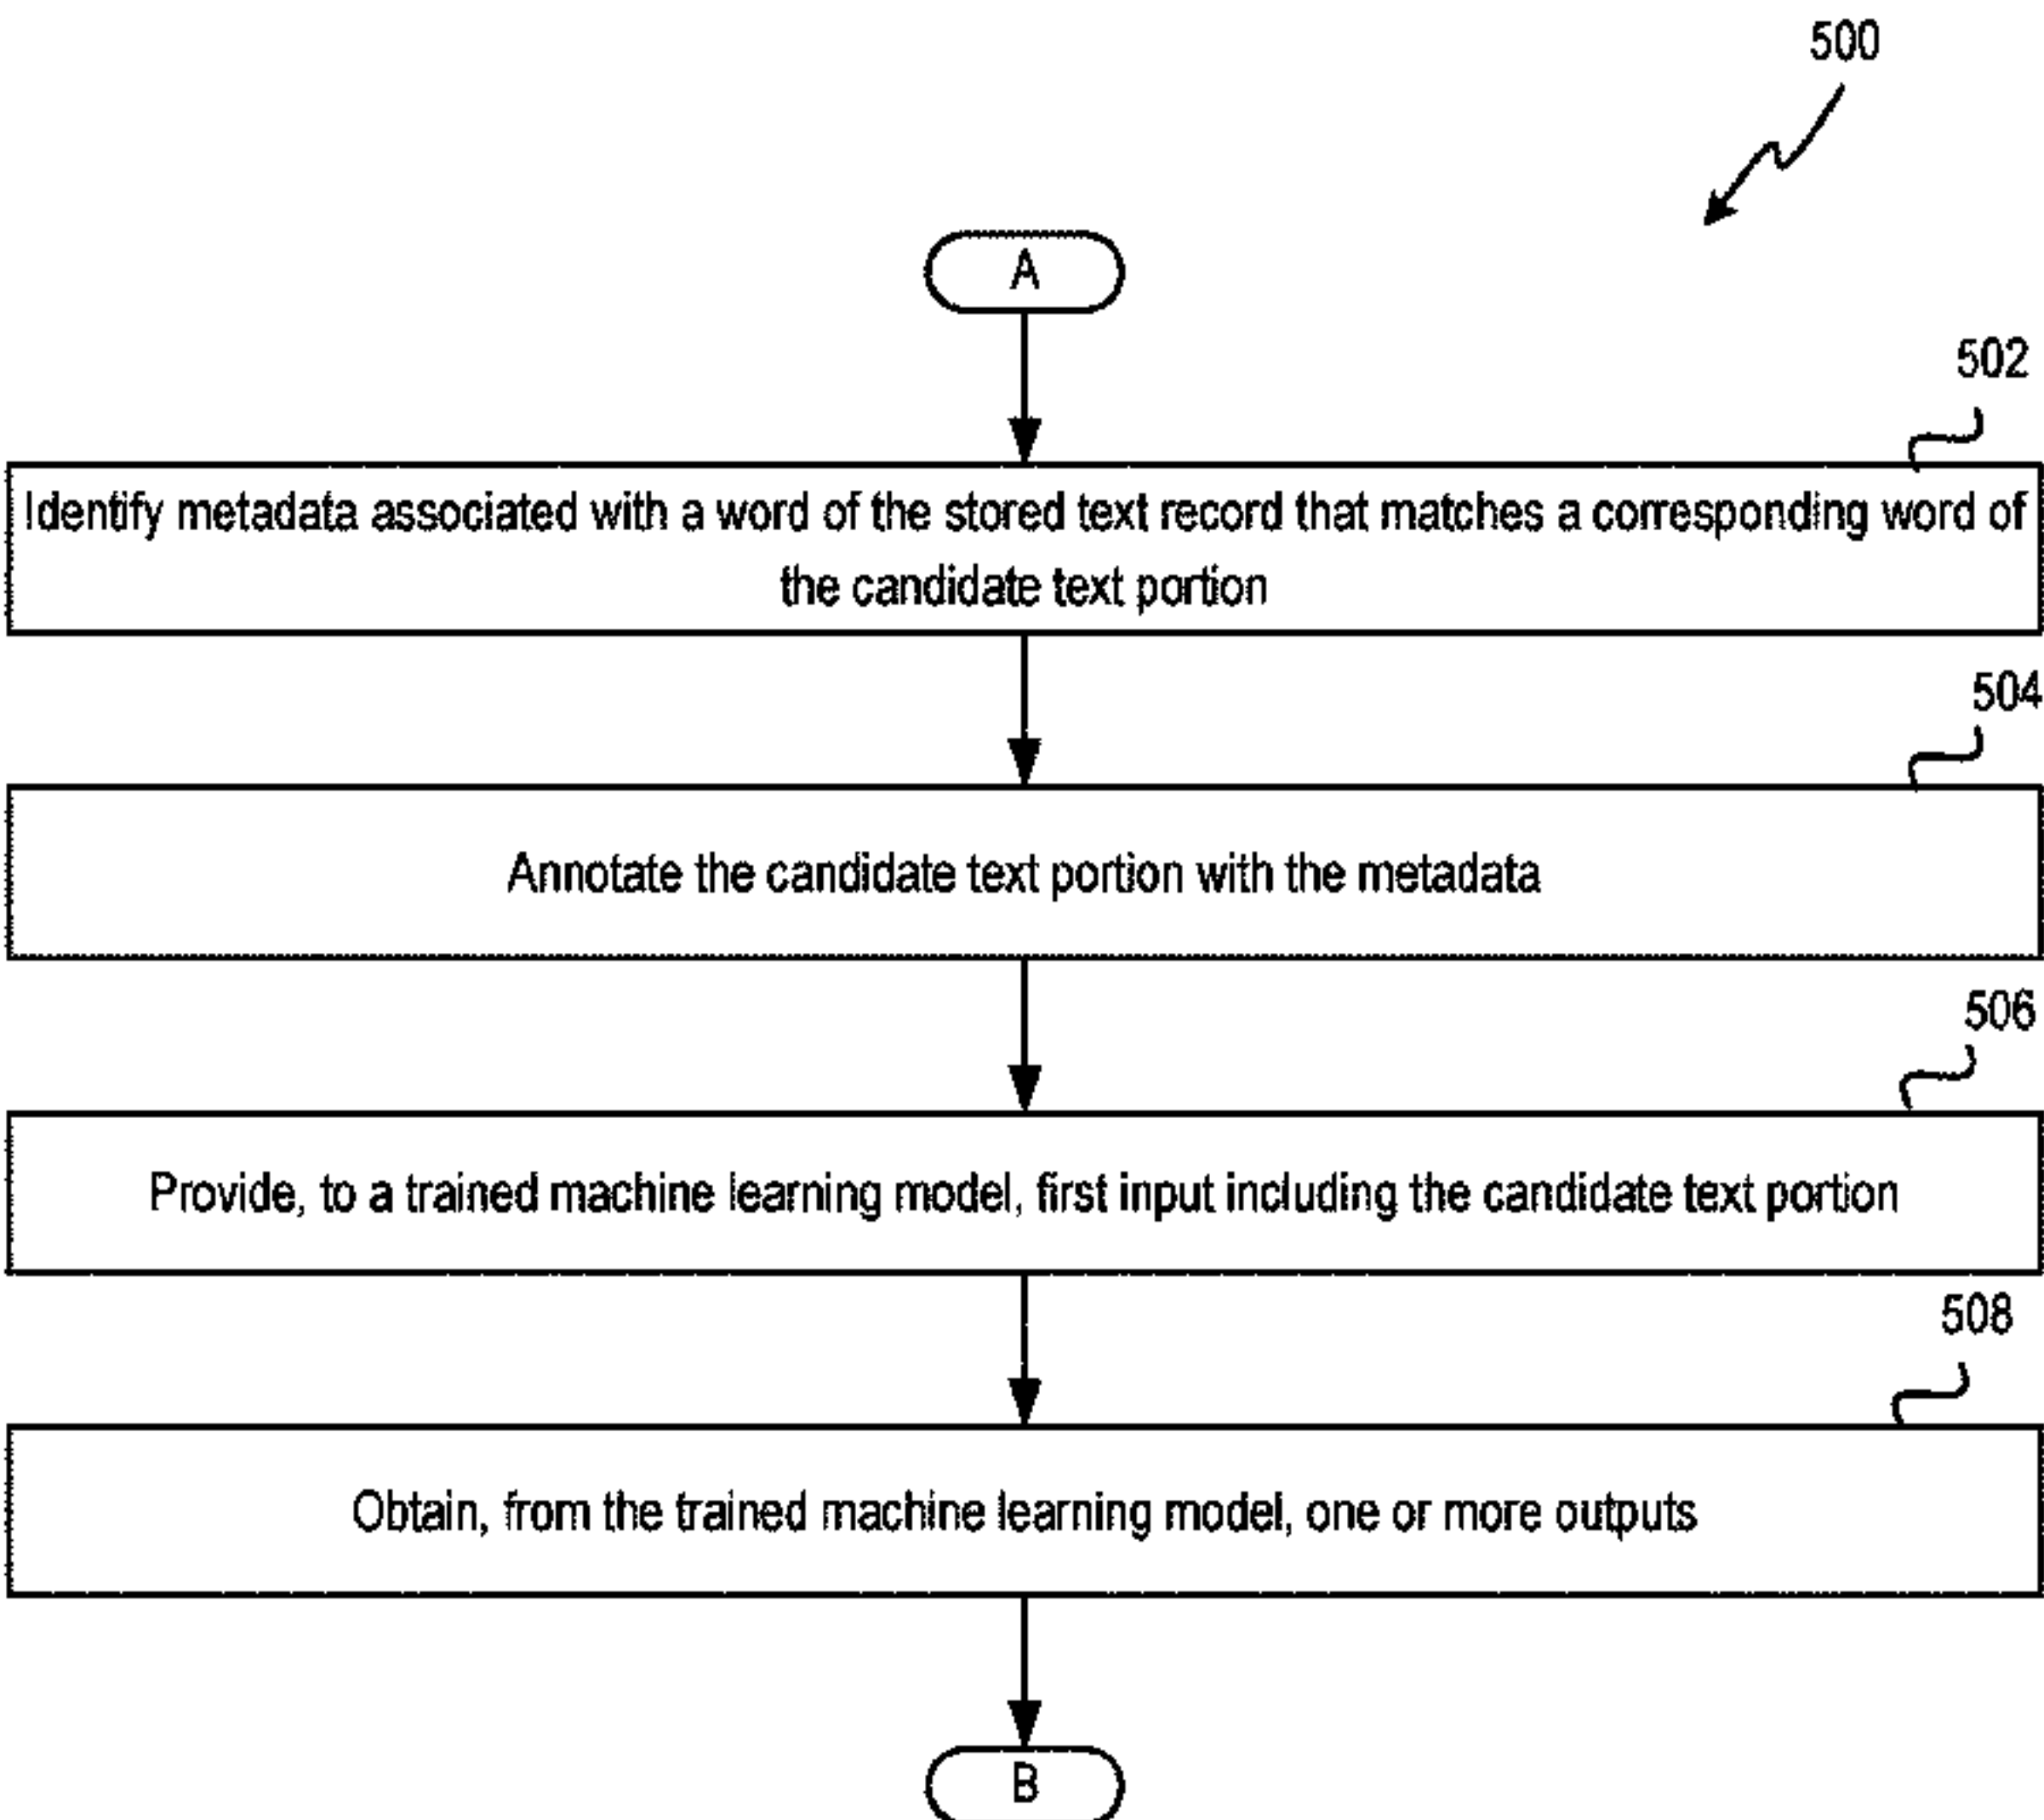 500
A
502
Identify metadata associated with a word of the stored text record that matches a corresponding word of
the candidate text portion
504
Annotate the candidate text portion with the metadata
506
Provide, to a trained machine learning model, first input including the candidate text portion
508
Obtain, from the trained machine learning model, one or more outputs
B